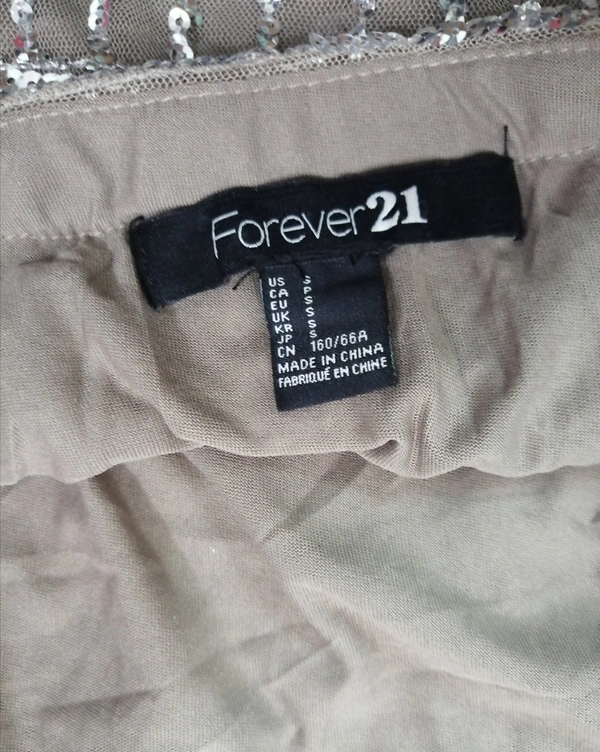 Forever21
US S
CA P
EU S
UK S
KR S
JP S
CN 160/66A
MADE IN CHINA
FABRIQUÉ EN CHINE